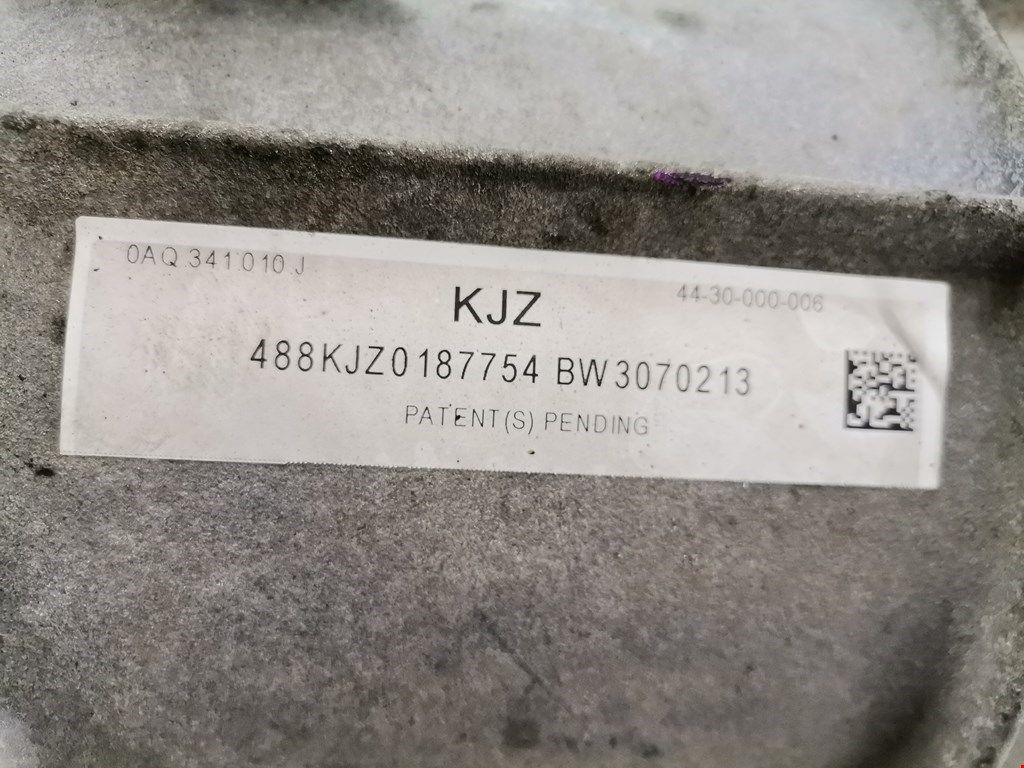 0AQ 341 010 J
44-30-000-006
KJZ
488KJZ0187754 BW3070213
PATENT(S) PENDING